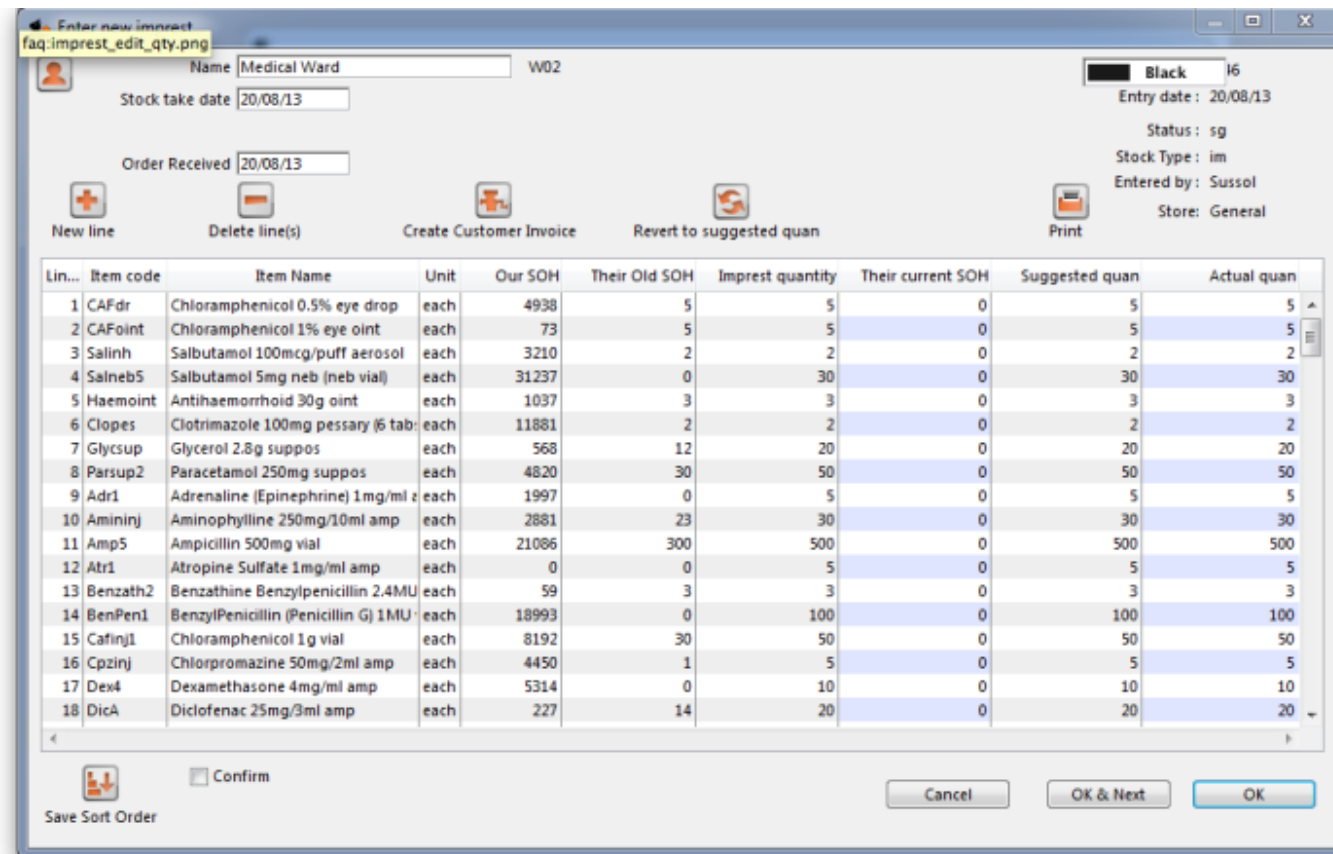 Enter new imprest
faq:imprest_edit_qty.png
Name Medical Ward W02
Black 46
Stock take date 20/08/13
Entry date : 20/08/13
Status : sg
Order Received 20/08/13
Stock Type : im
Entered by : Sussol
Store: General
New line Delete line(s) Create Customer Invoice Revert to suggested quan Print
Lin... Item code Item Name Unit Our SOH Their Old SOH Imprest quantity Their current SOH Suggested quan Actual quan
1 CAFdr Chloramphenicol 0.5% eye drop each 4938 5 5 0 5 5
2 CAFoint Chloramphenicol 1% eye oint each 73 5 5 0 5 5
3 Salinh Salbutamol 100mcg/puff aerosol each 3210 2 2 0 2 2
4 Salneb5 Salbutamol 5mg neb (neb vial) each 31237 0 30 0 30 30
5 Haemoint Antihaemorrhoid 30g oint each 1037 3 3 0 3 3
6 Clopes Clotrimazole 100mg pessary (6 tab: each 11881 2 2 0 2 2
7 Glycsup Glycerol 2.8g suppos each 568 12 20 0 20 20
8 Parsup2 Paracetamol 250mg suppos each 4820 30 50 0 50 50
9 Adr1 Adrenaline (Epinephrine) 1mg/ml each 1997 0 5 0 5 5
10 Amininj Aminophylline 250mg/10ml amp each 2881 23 30 0 30 30
11 Amp5 Ampicillin 500mg vial each 21086 300 500 0 500 500
12 Atr1 Atropine Sulfate 1mg/ml amp each 0 0 5 0 5 5
13 Benzath2 Benzathine Benzylpenicillin 2.4MU each 59 3 3 0 3 3
14 BenPen1 BenzylPenicillin (Penicillin G) 1MU each 18993 0 100 0 100 100
15 Cafinj1 Chloramphenicol 1g vial each 8192 30 50 0 50 50
16 Cpzinj Chlorpromazine 50mg/2ml amp each 4450 1 5 0 5 5
17 Dex4 Dexamethasone 4mg/ml amp each 5314 0 10 0 10 10
18 DicA Diclofenac 25mg/3ml amp each 227 14 20 0 20 20
Confirm
Cancel OK & Next OK
Save Sort Order